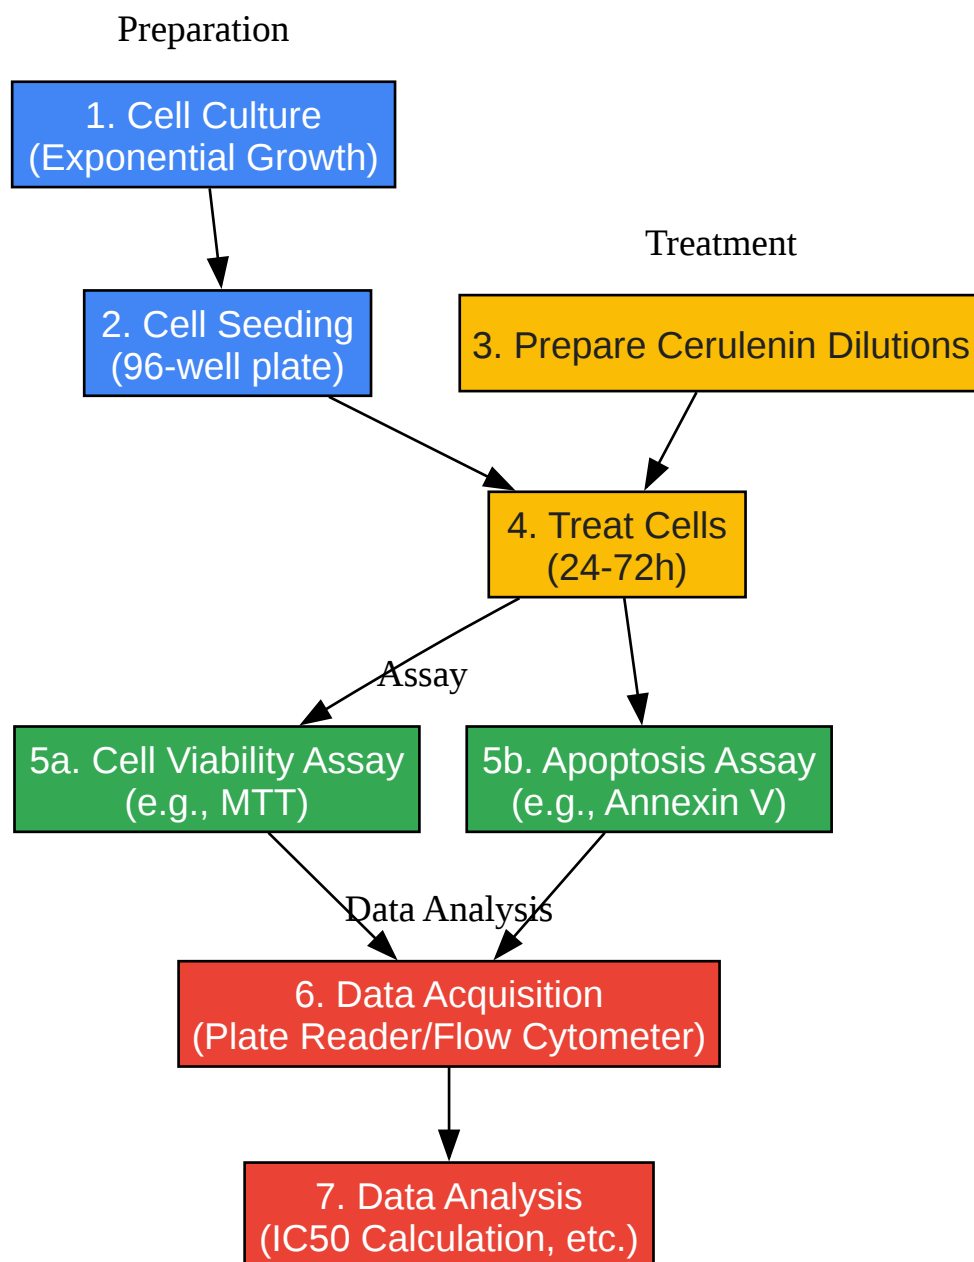 Preparation
1. Cell Culture
(Exponential Growth)
Treatment
2. Cell Seeding
(96-well plate)
3. Prepare Cerulenin Dilutions
4. Treat Cells
(24-72h)
Assay
5a. Cell Viability Assay
(e.g., MTT)
5b. Apoptosis Assay
(e.g., Annexin V)
Data Analysis
6. Data Acquisition
(Plate Reader/Flow Cytometer)
7. Data Analysis
(IC50 Calculation, etc.)